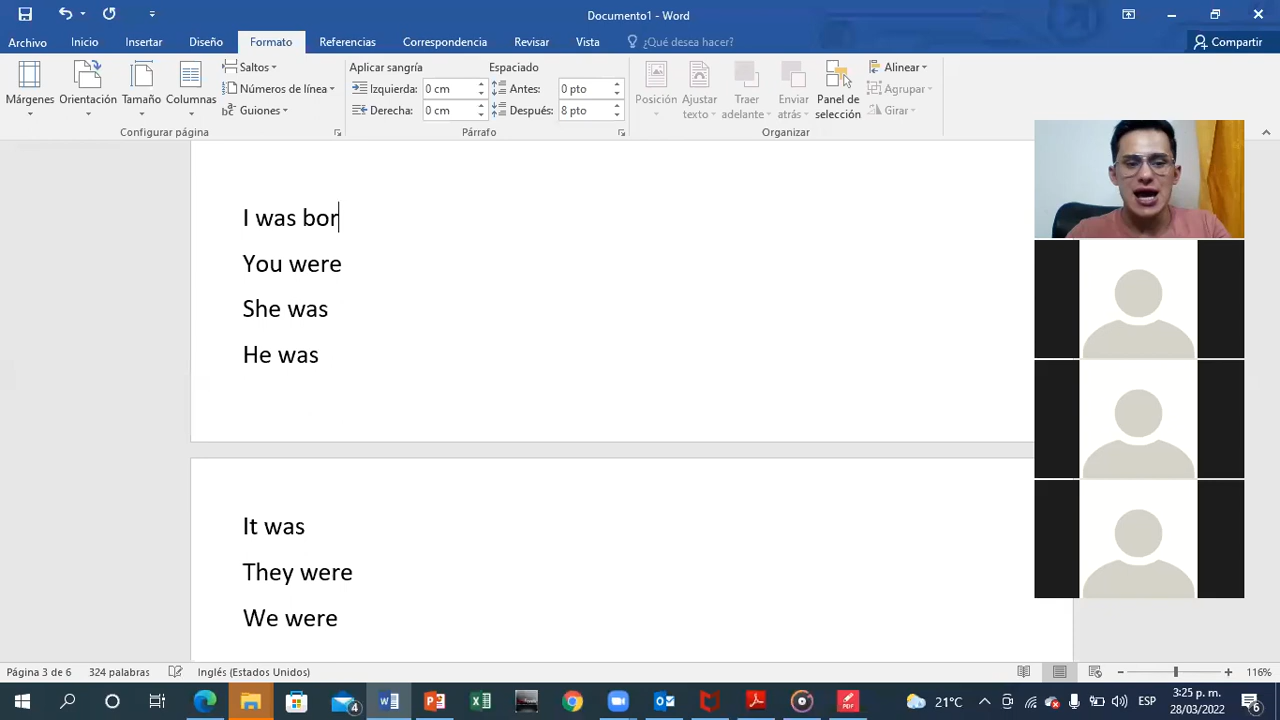 Documento1 - Word
Archivo Inicio Insertar Diseño Formato Referencias Correspondencia Revisar Vista ¿Qué desea hacer? Compartir
Saltos Aplicar sangría Espaciado Alinear
Números de línea Izquierda: 0 cm Antes: 0 pto Agrupar
Guiones Derecha: 0 cm Después: 8 pto Girar
Márgenes Orientación Tamaño Columnas Posición Ajustar texto Traer adelante Enviar atrás Panel de selección
Configurar página Párrafo Organizar
I was bor
You were
She was
He was
It was
They were
We were
Página 3 de 6 324 palabras Inglés (Estados Unidos) 116%
4 PDF 21°C ESP 3:25 p. m.
28/03/2022 6